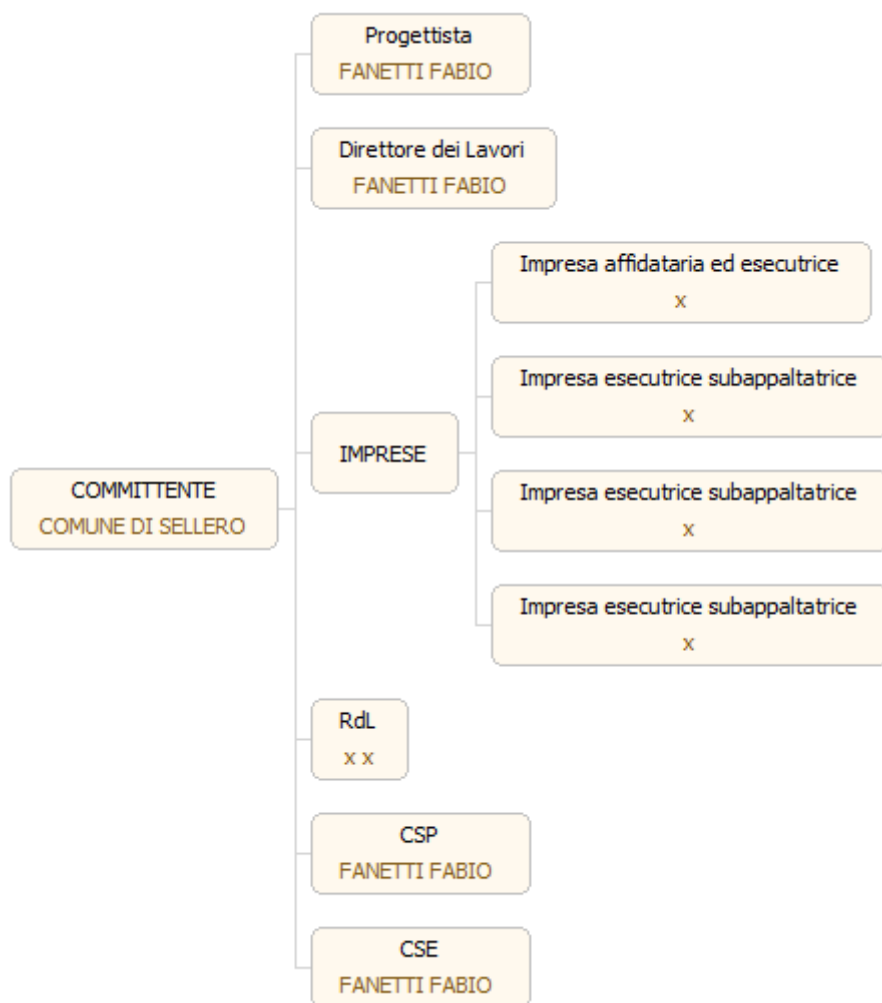 Progettista
FANETTI FABIO
Direttore dei Lavori
FANETTI FABIO
Impresa affidataria ed esecutrice
x
Impresa esecutrice subappaltatrice
x
IMPRESE
COMMITTENTE
COMUNE DI SELLERO
Impresa esecutrice subappaltatrice
x
Impresa esecutrice subappaltatrice
x
RdL
x x
CSP
FANETTI FABIO
CSE
FANETTI FABIO